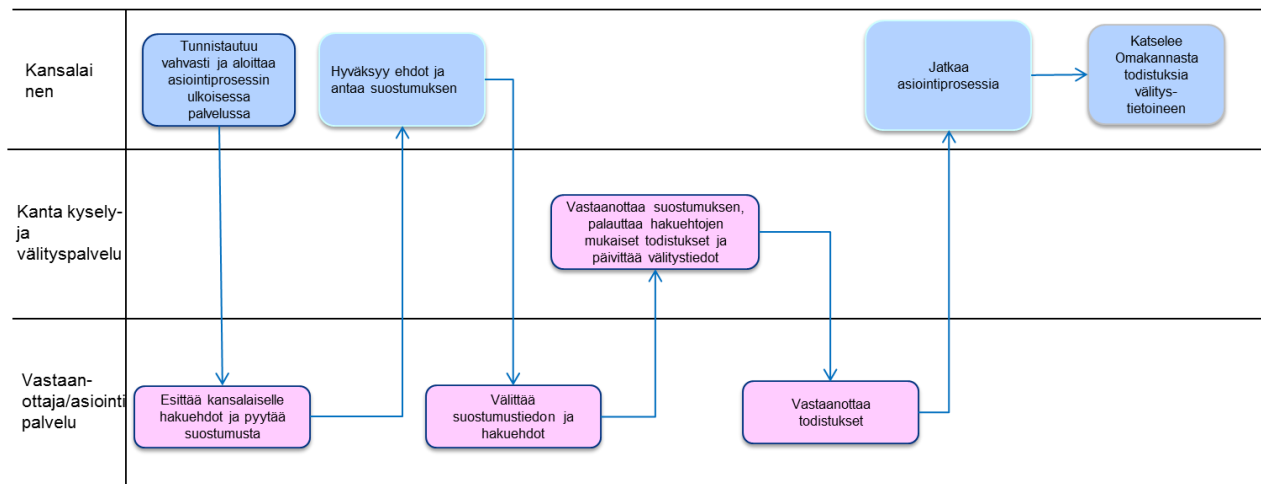 Kansalai
nen
Tunnistautuu
vahvasti ja aloittaa
asiointiprosessin
ulkoisessa
palvelussa
Hyväksyy ehdot ja
antaa suostumuksen
Jatkaa
asiointiprosessia
Katselee
Omakannasta
todistuksia
välitys-
tietoineen
Kanta kysely-
ja
välityspalvelu
Vastaanottaa suostumuksen,
palauttaa hakuehtojen
mukaiset todistukset ja
päivittää välitystiedot
Vastaan-
ottaja/asiointi
palvelu
Esittää kansalaiselle
hakuehdot ja pyytää
suostumusta
Välittää
suostumustiedon ja
hakuehdot
Vastaanottaa
todistukset